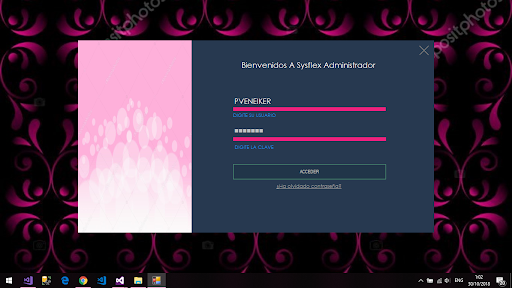 depositphotos
Bienvenidos A Sysflex Administrador
PVENEIKER
DIGITE SU USUARIO
DIGITE LA CLAVE
ACCEDER
¿Ha olvidado contraseña?
ENG
1:02
30/10/2018